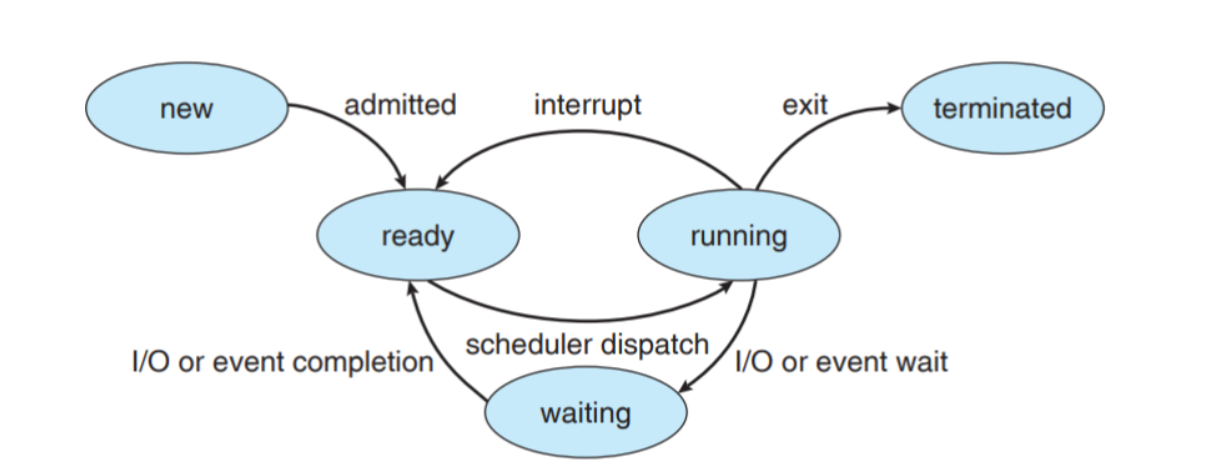 new
admitted
interrupt
exit
terminated
ready
running
scheduler dispatch
I/O or event completion
I/O or event wait
waiting